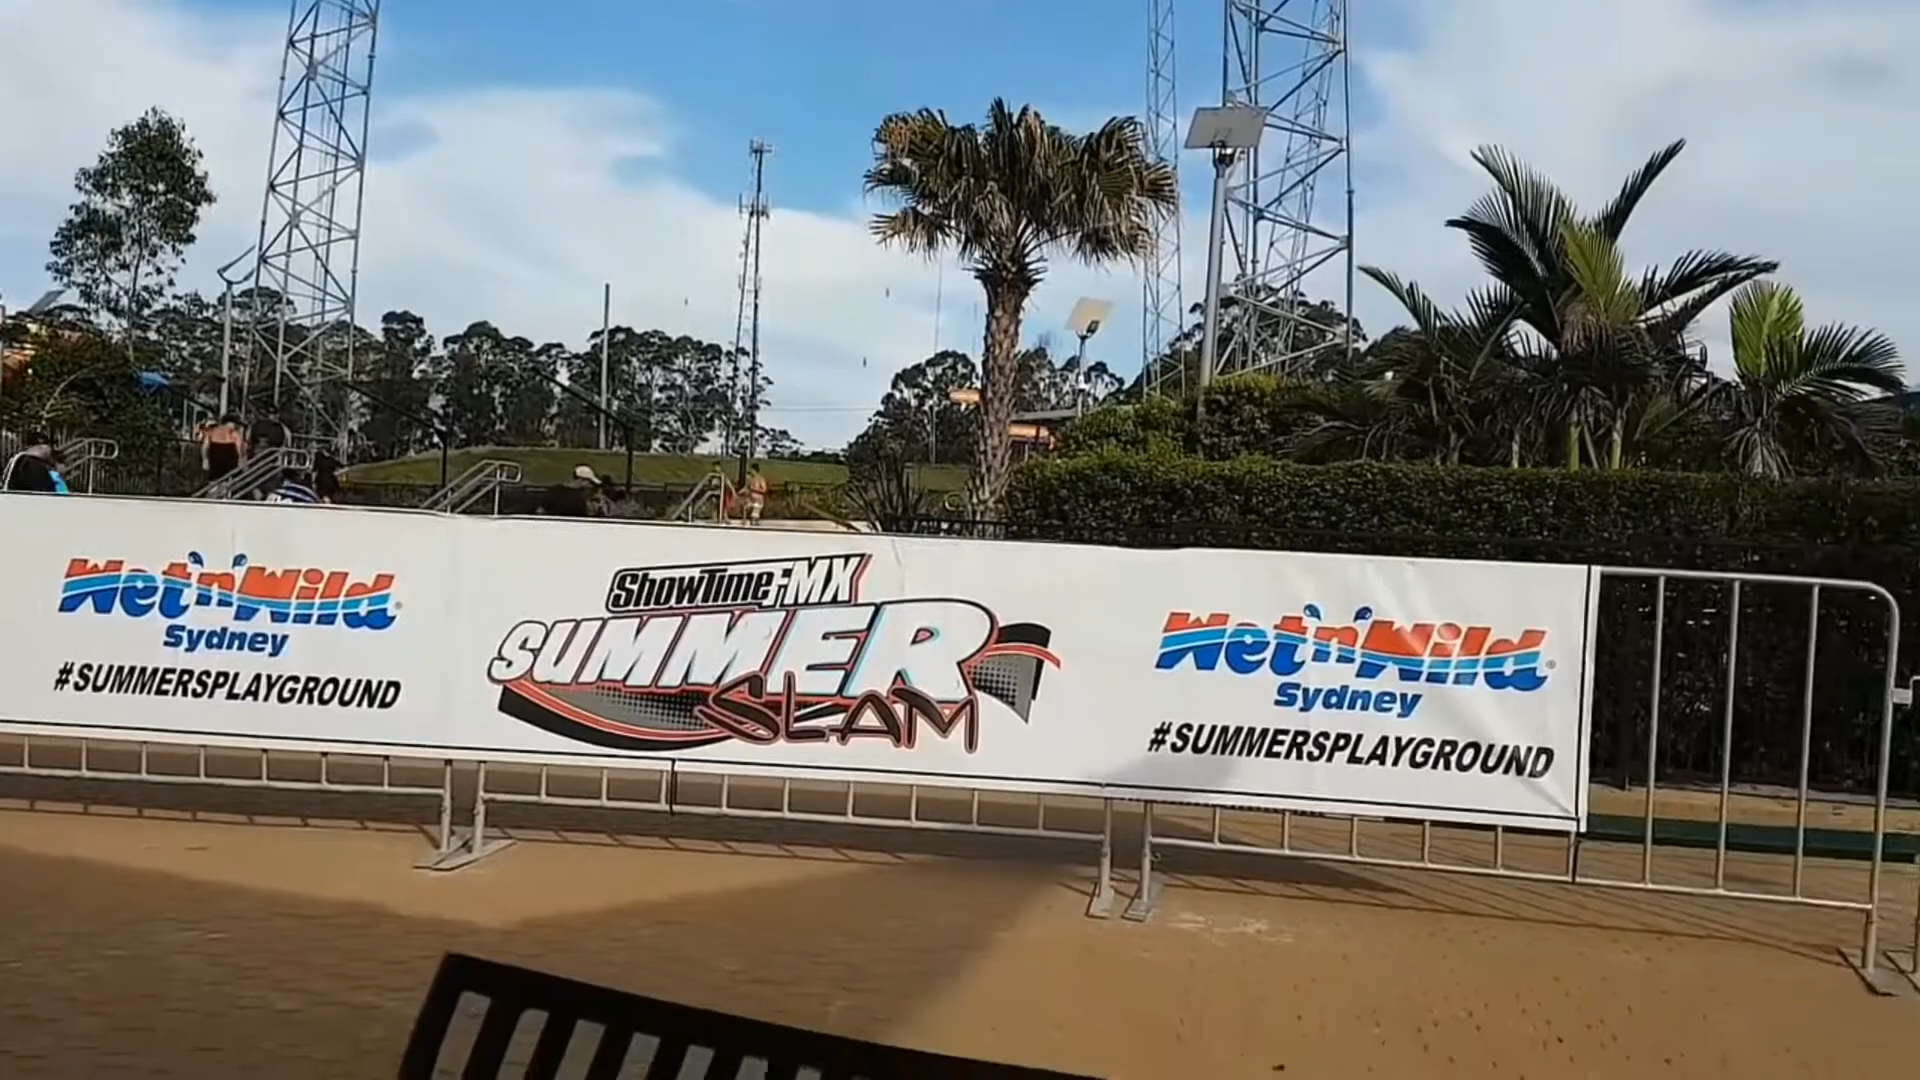 Wet'n'Wild
Sydney
#SUMMERSPLAYGROUND
SHOWTIME FMX
SUMMER
SLAM
Wet'n'Wild
Sydney
#SUMMERSPLAYGROUND